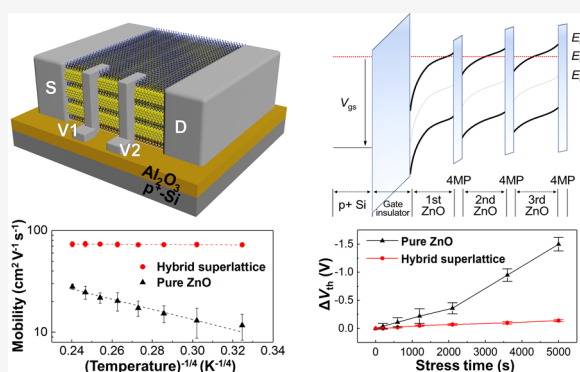 S
D
V1
V2
Al2O3
p+-Si
Vgs
4MP 4MP 4MP
p+ Si
Gate insulator
1st ZnO
2nd ZnO
3rd ZnO
Mobility (cm2 V-1 s-1)
100
10
Hybrid superlattice
Pure ZnO
0.24 0.26 0.28 0.30 0.32 0.34
(Temperature)-1/4 (K-1/4)
ΔVth (V)
-1.5
-1.0
-0.5
0.0
Pure ZnO
Hybrid superlattice
0 1000 2000 3000 4000 5000
Stress time (s)